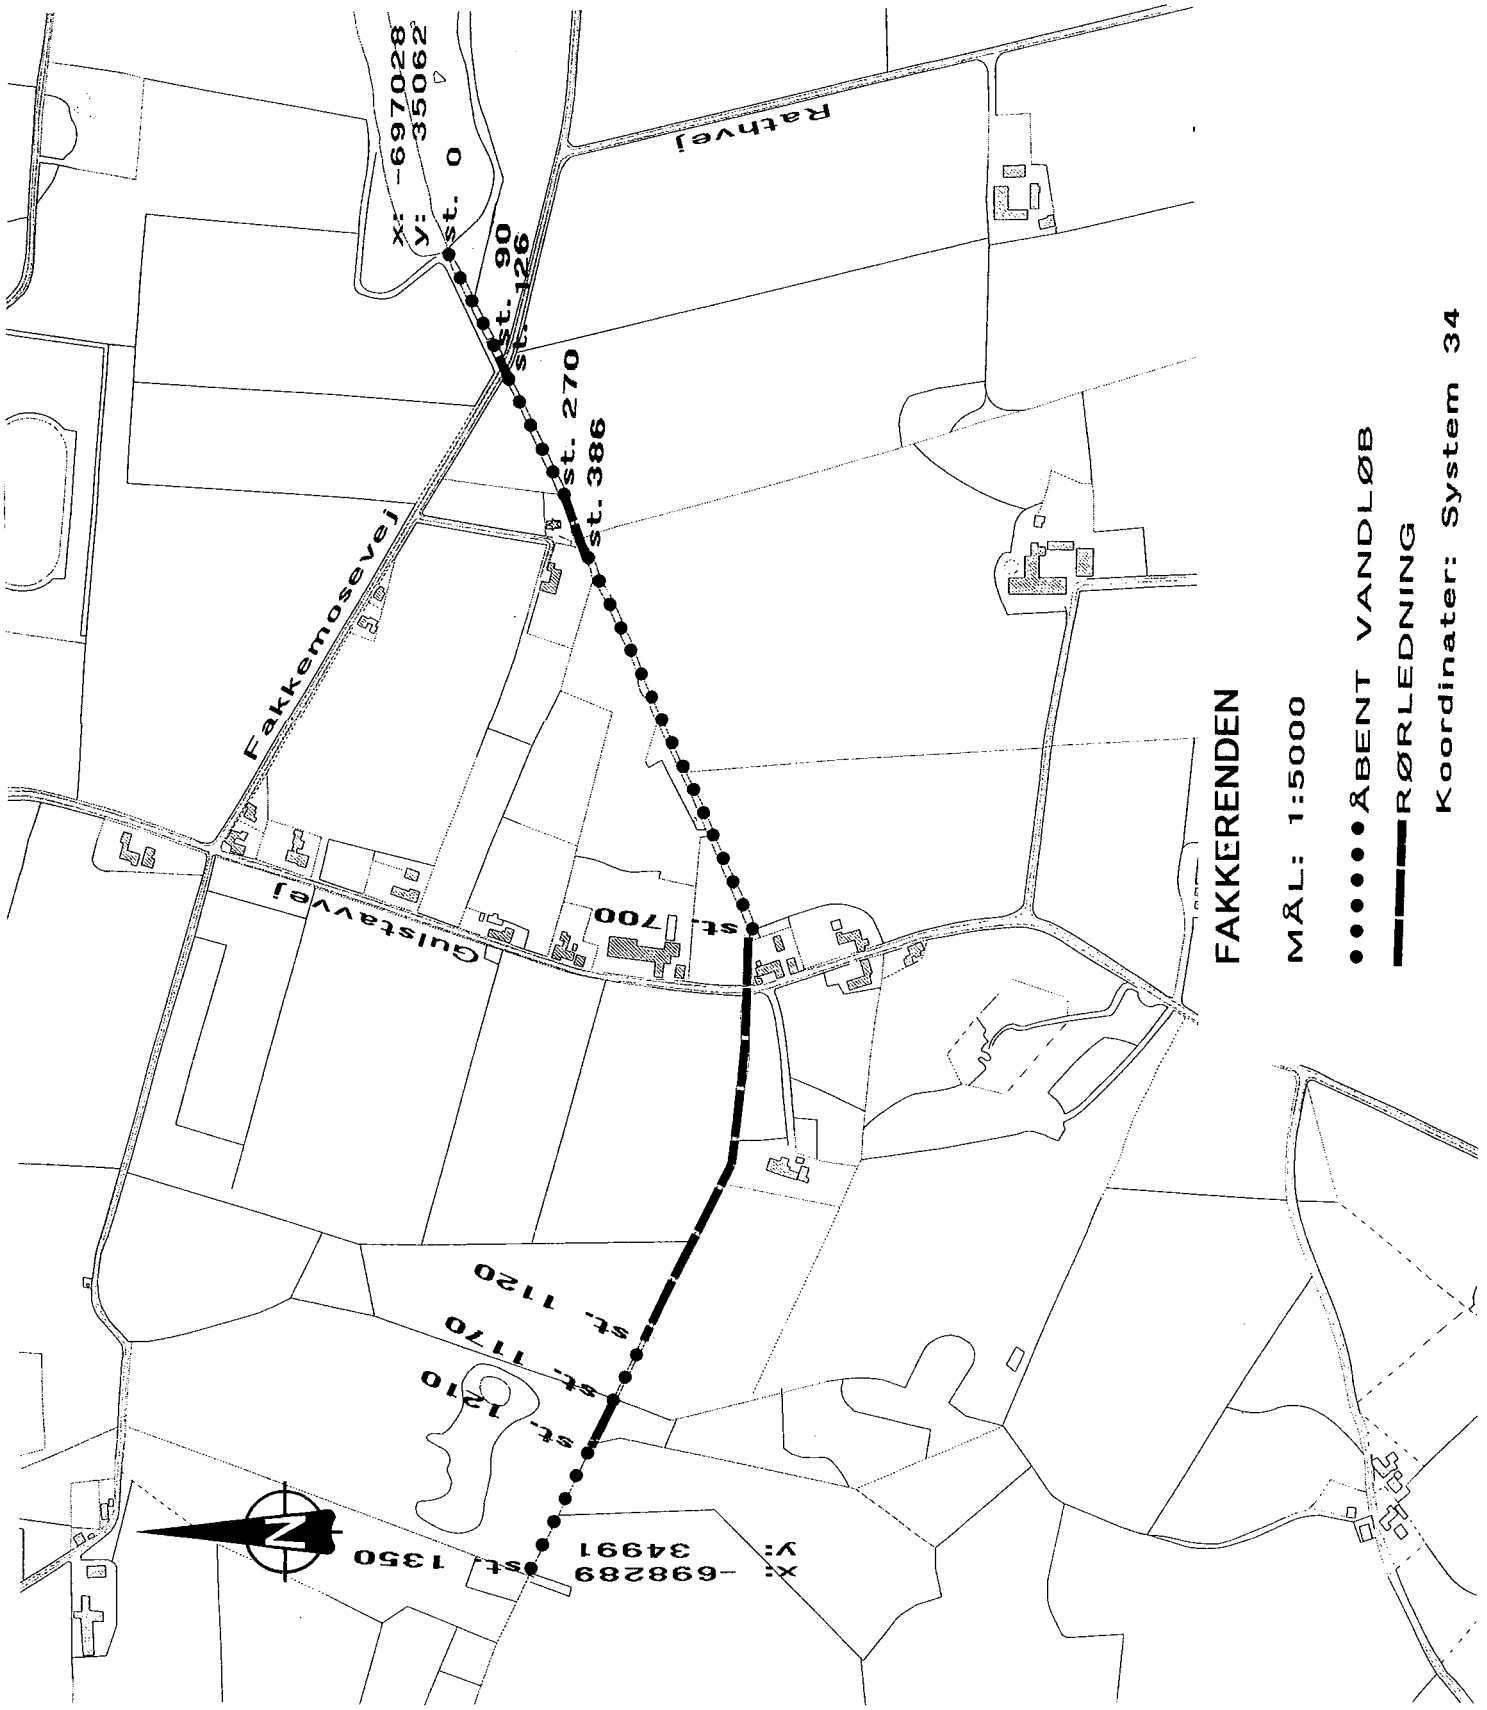 x: -697028
y: 35062
st. 0
st. 90
st. 126
st. 270
st. 386
Rathvej
Fakkemosevej
Gulstavvej
st. 700
st. 1120
st. 1170
st. 1210
st. 1350
x: -698289
y: 34991
N
FAKKERENDEN
MÅL: 1:5000
ÅBENT VANDLØB
RØRLEDNING
Koordinater: System 34